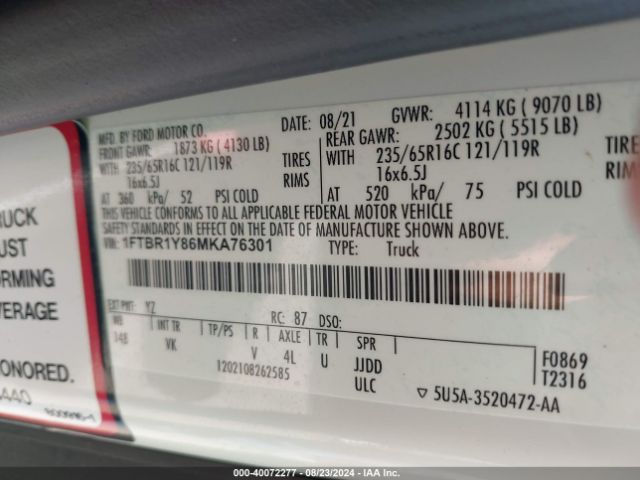 MFD. BY FORD MOTOR CO.
DATE: 08/21 GVWR: 4114 KG ( 9070 LB)
FRONT GAWR: 1873 KG ( 4130 LB)
REAR GAWR: 2502 KG ( 5515 LB)
WITH 235/65R16C 121/119R TIRES
WITH 235/65R16C 121/119R TIRES
16x6.5J RIMS
16x6.5J RIMS
AT 360 kPa/ 52 PSI COLD
AT 520 kPa/ 75 PSI COLD
THIS VEHICLE CONFORMS TO ALL APPLICABLE FEDERAL MOTOR VEHICLE
SAFETY STANDARDS IN EFFECT ON THE DATE OF MANUFACTURE SHOWN ABOVE.
VIN: 1FTBR1Y86MKA76301 TYPE: Truck
EXT PNT: YZ RC: 87 DSO:
WB INT TR TP/PS R AXLE TR SPR
148 VK V 4L U JJDD
ULC
1202108262585
F0869
T2316
5U5A-3520472-AA
RUCK
UST
ORMING
VERAGE
ONORED.
440
000-40072277 - 08/23/2024 - IAA Inc.